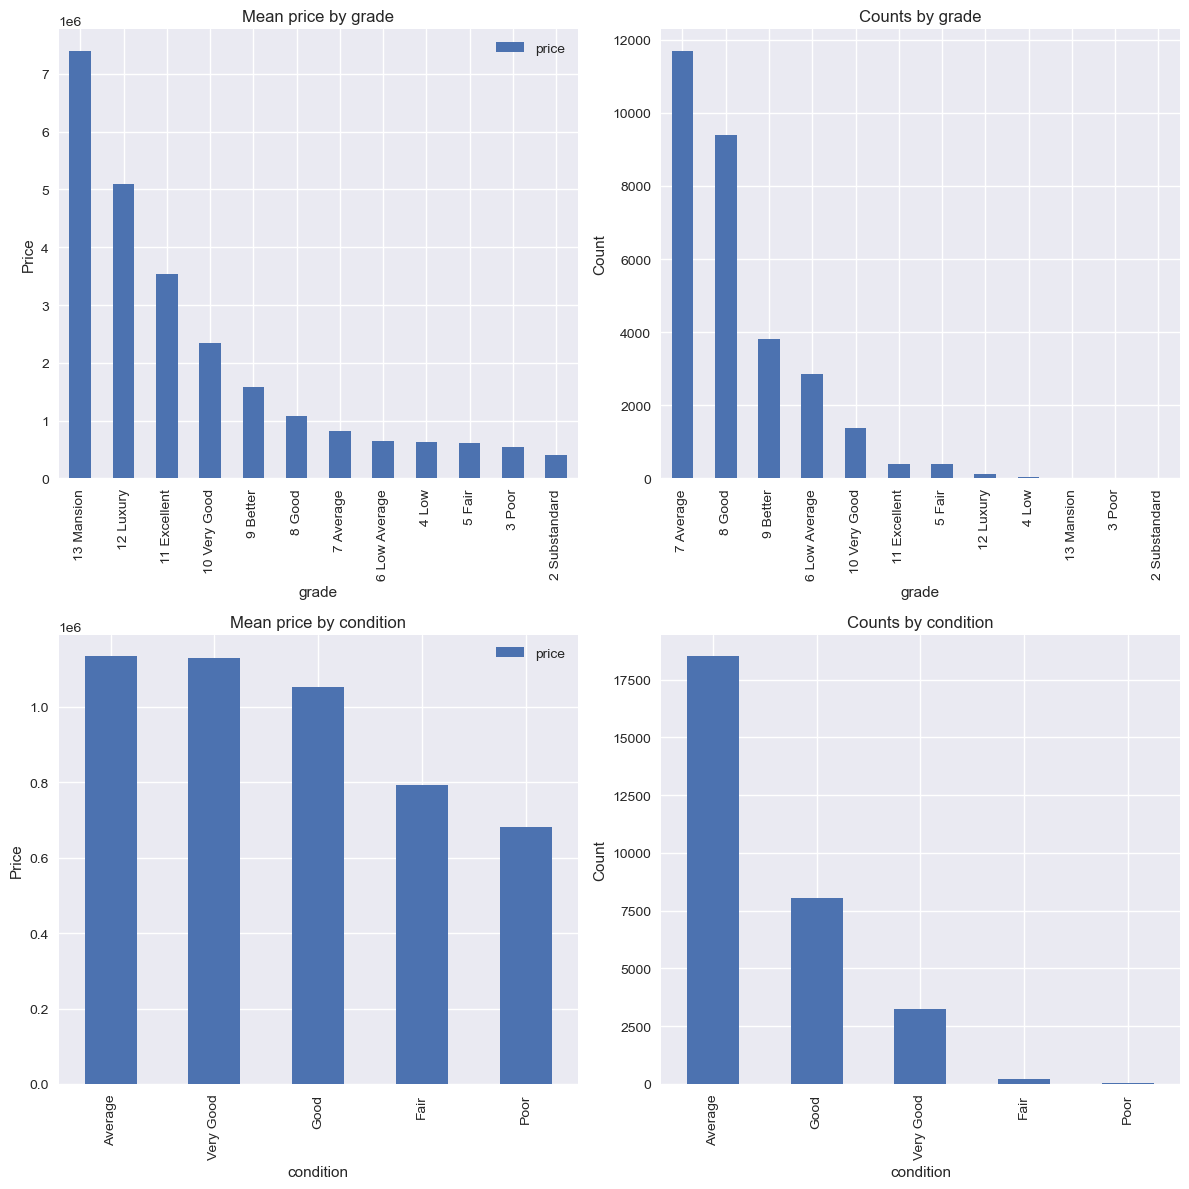 Mean price by grade
1e6
price
7
6
5
4
3
2
1
0
Price
13 Mansion
12 Luxury
11 Excellent
10 Very Good
9 Better
8 Good
7 Average
6 Low Average
4 Low
5 Fair
3 Poor
2 Substandard
grade
Counts by grade
12000
10000
8000
6000
4000
2000
0
Count
7 Average
8 Good
9 Better
6 Low Average
10 Very Good
11 Excellent
5 Fair
12 Luxury
4 Low
13 Mansion
3 Poor
2 Substandard
grade
Mean price by condition
1e6
price
1.0
0.8
0.6
0.4
0.2
0.0
Price
Average
Very Good
Good
Fair
Poor
condition
Counts by condition
17500
15000
12500
10000
7500
5000
2500
0
Count
Average
Good
Very Good
Fair
Poor
condition